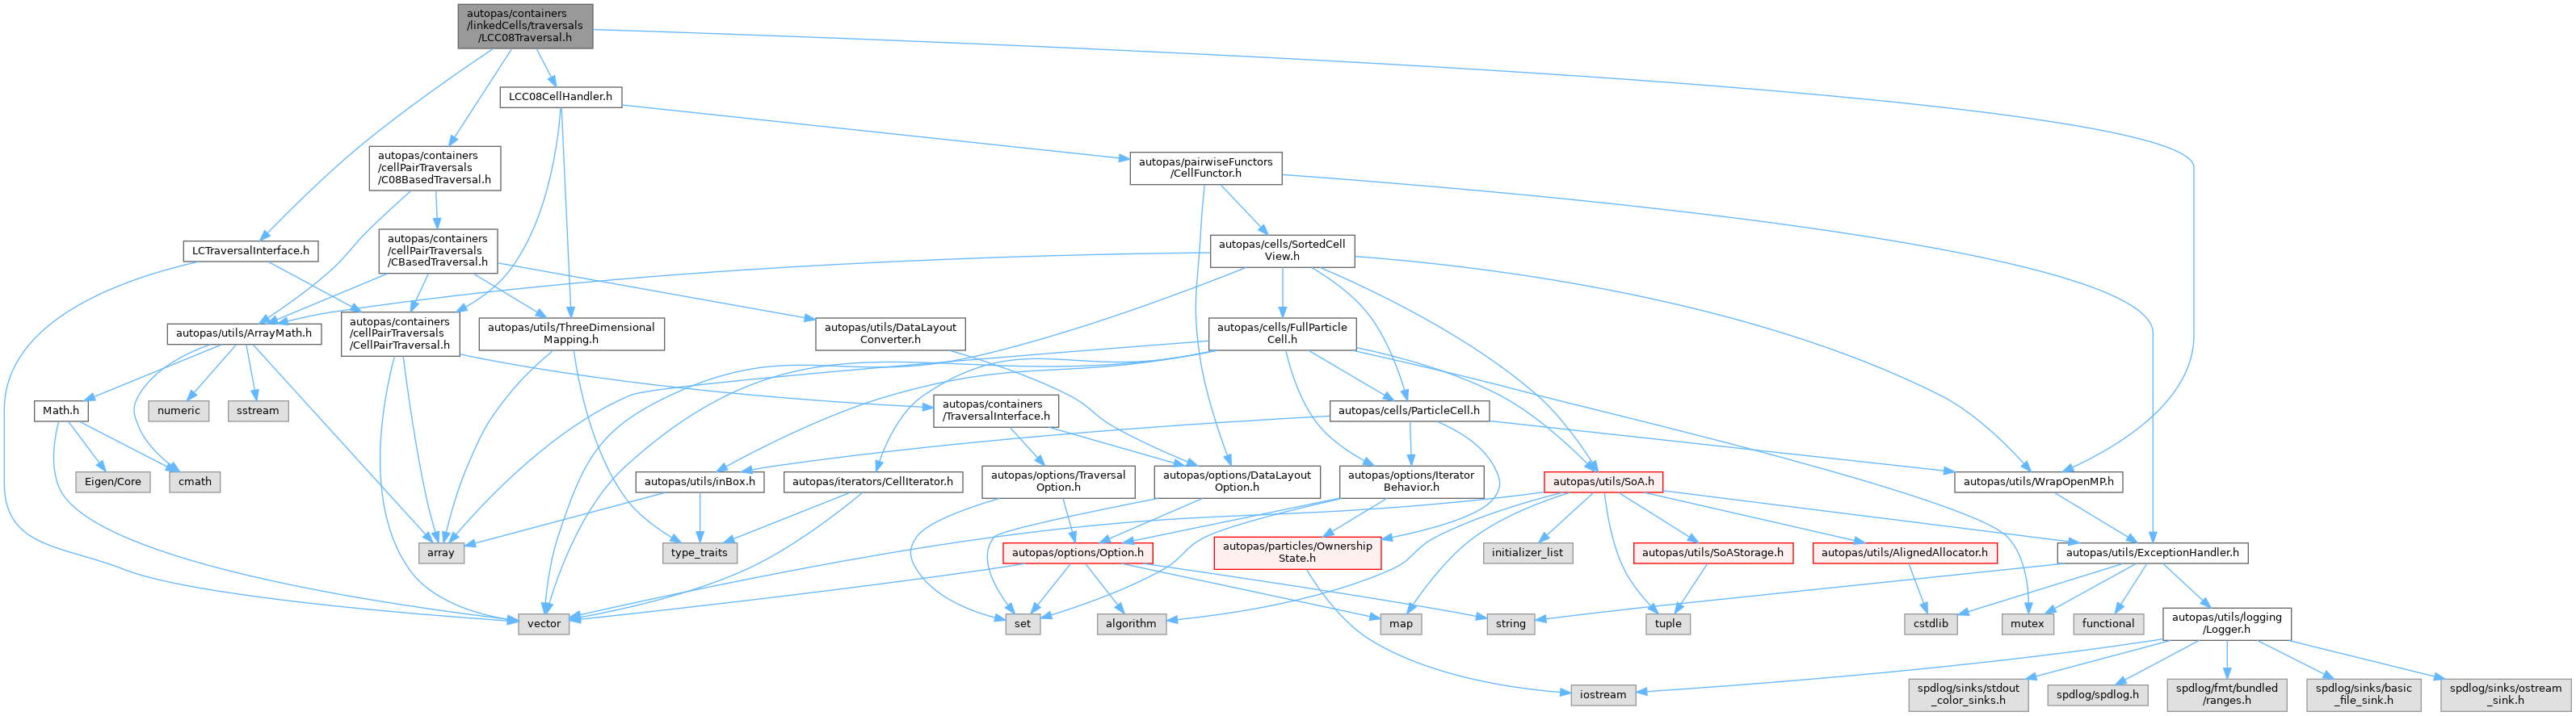 autopas/containers
/linkedCells/traversals
/LCC08Traversal.h
LCC08CellHandler.h
autopas/containers
/cellPairTraversals
/C08BasedTraversal.h
autopas/pairwiseFunctors
/CellFunctor.h
LCTraversalInterface.h
autopas/containers
/cellPairTraversals
/CBasedTraversal.h
autopas/cells/SortedCell
View.h
autopas/utils/ArrayMath.h
autopas/containers
/cellPairTraversals
/CellPairTraversal.h
autopas/utils/ThreeDimensional
Mapping.h
autopas/utils/DataLayout
Converter.h
autopas/cells/FullParticle
Cell.h
Math.h
numeric
sstream
autopas/containers
/TraversalInterface.h
autopas/cells/ParticleCell.h
Eigen/Core
cmath
autopas/utils/inBox.h
autopas/iterators/CellIterator.h
autopas/options/Traversal
Option.h
autopas/options/DataLayout
Option.h
autopas/options/Iterator
Behavior.h
autopas/utils/SoA.h
autopas/utils/WrapOpenMP.h
array
type_traits
autopas/options/Option.h
autopas/particles/Ownership
State.h
initializer_list
autopas/utils/SoAStorage.h
autopas/utils/AlignedAllocator.h
autopas/utils/ExceptionHandler.h
vector
set
algorithm
map
string
tuple
cstdlib
mutex
functional
autopas/utils/logging
/Logger.h
iostream
spdlog/sinks/stdout
_color_sinks.h
spdlog/spdlog.h
spdlog/fmt/bundled
/ranges.h
spdlog/sinks/basic
_file_sink.h
spdlog/sinks/ostream
_sink.h